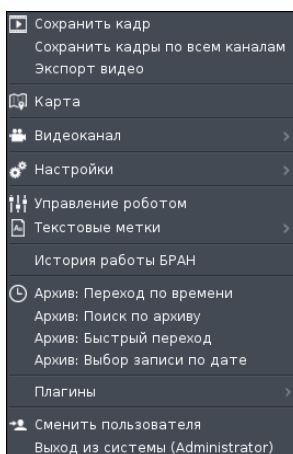 Сохранить кадр
Сохранить кадры по всем каналам
Экспорт видео
Карта
Видеоканал
Настройки
Управление роботом
Текстовые метки
История работы БРАН
Архив: Переход по времени
Архив: Поиск по архиву
Архив: Быстрый переход
Архив: Выбор записи по дате
Плагины
Сменить пользователя
Выход из системы (Administrator)